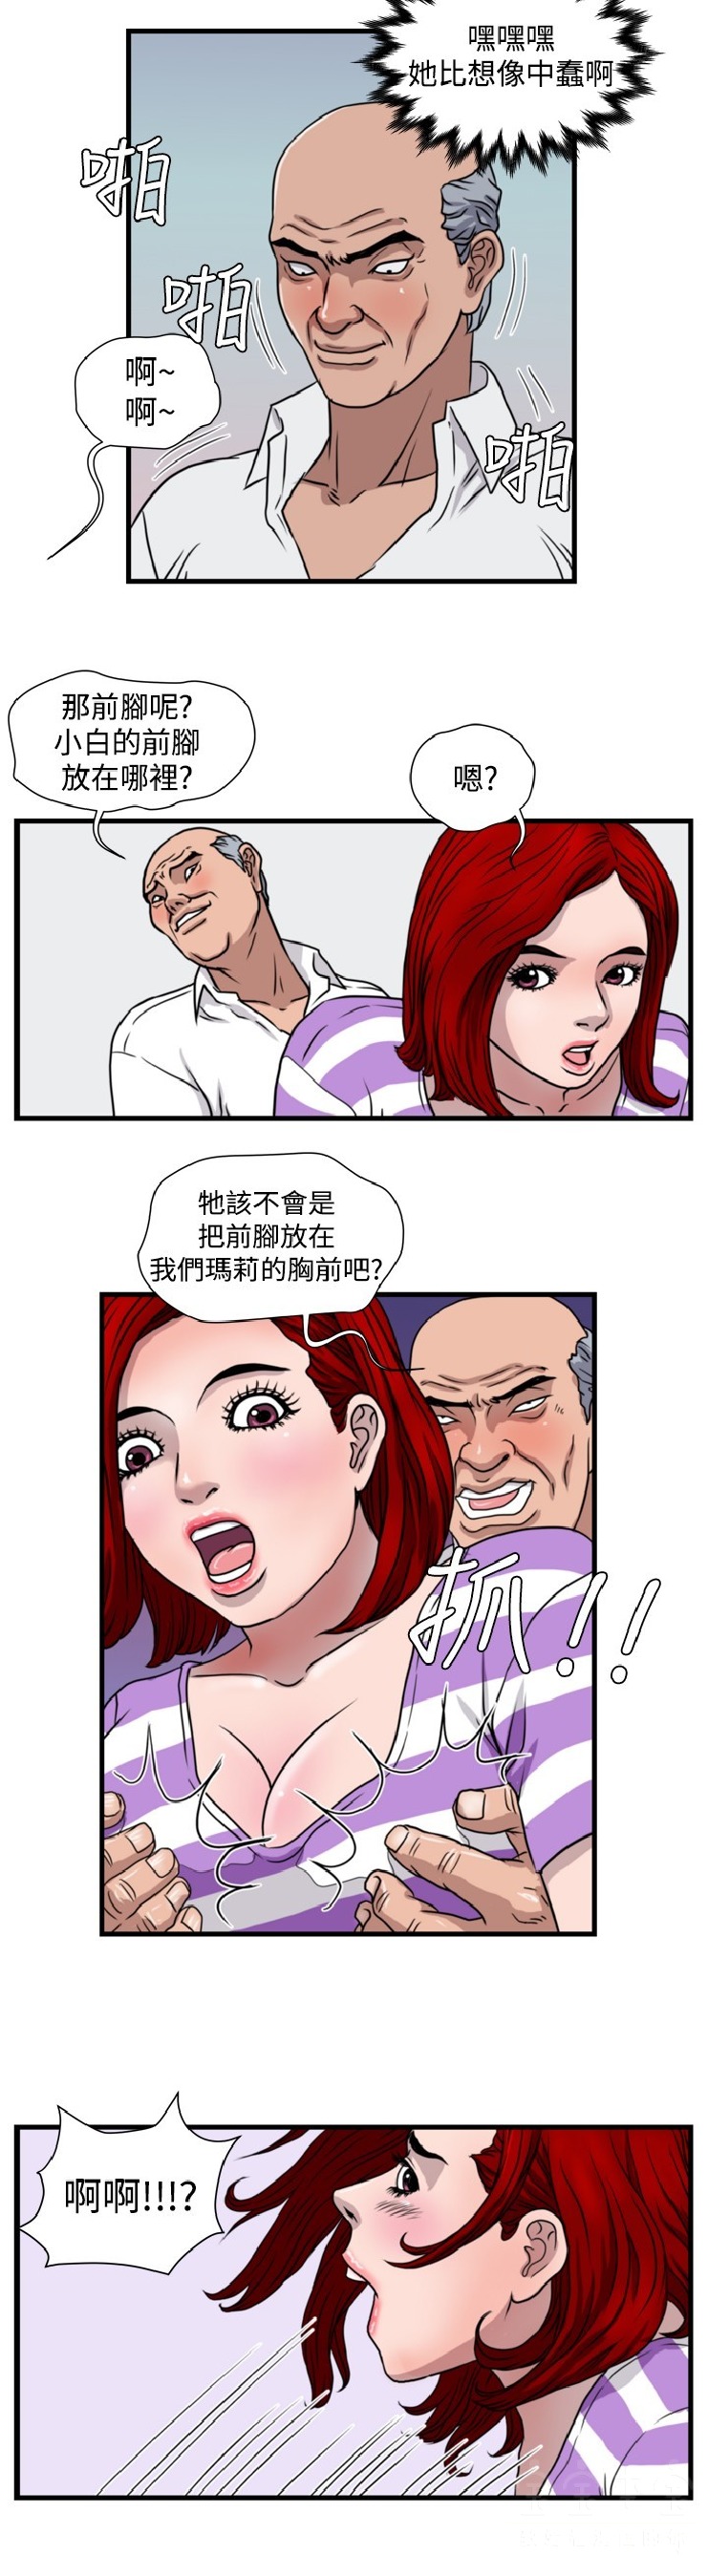 嘿嘿嘿
她比想像中蠢啊
啪
啪
啊~
啊~
啪
那前腳呢?
小白的前腳
放在哪裡?
嗯?
牠該不會是
把前腳放在
我們瑪莉的胸前吧?
抓!!
啊啊!!!?